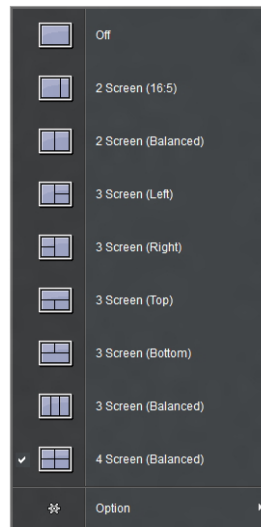 Off
2 Screen (16:5)
2 Screen (Balanced)
3 Screen (Left)
3 Screen (Right)
3 Screen (Top)
3 Screen (Bottom)
3 Screen (Balanced)
4 Screen (Balanced)
Option